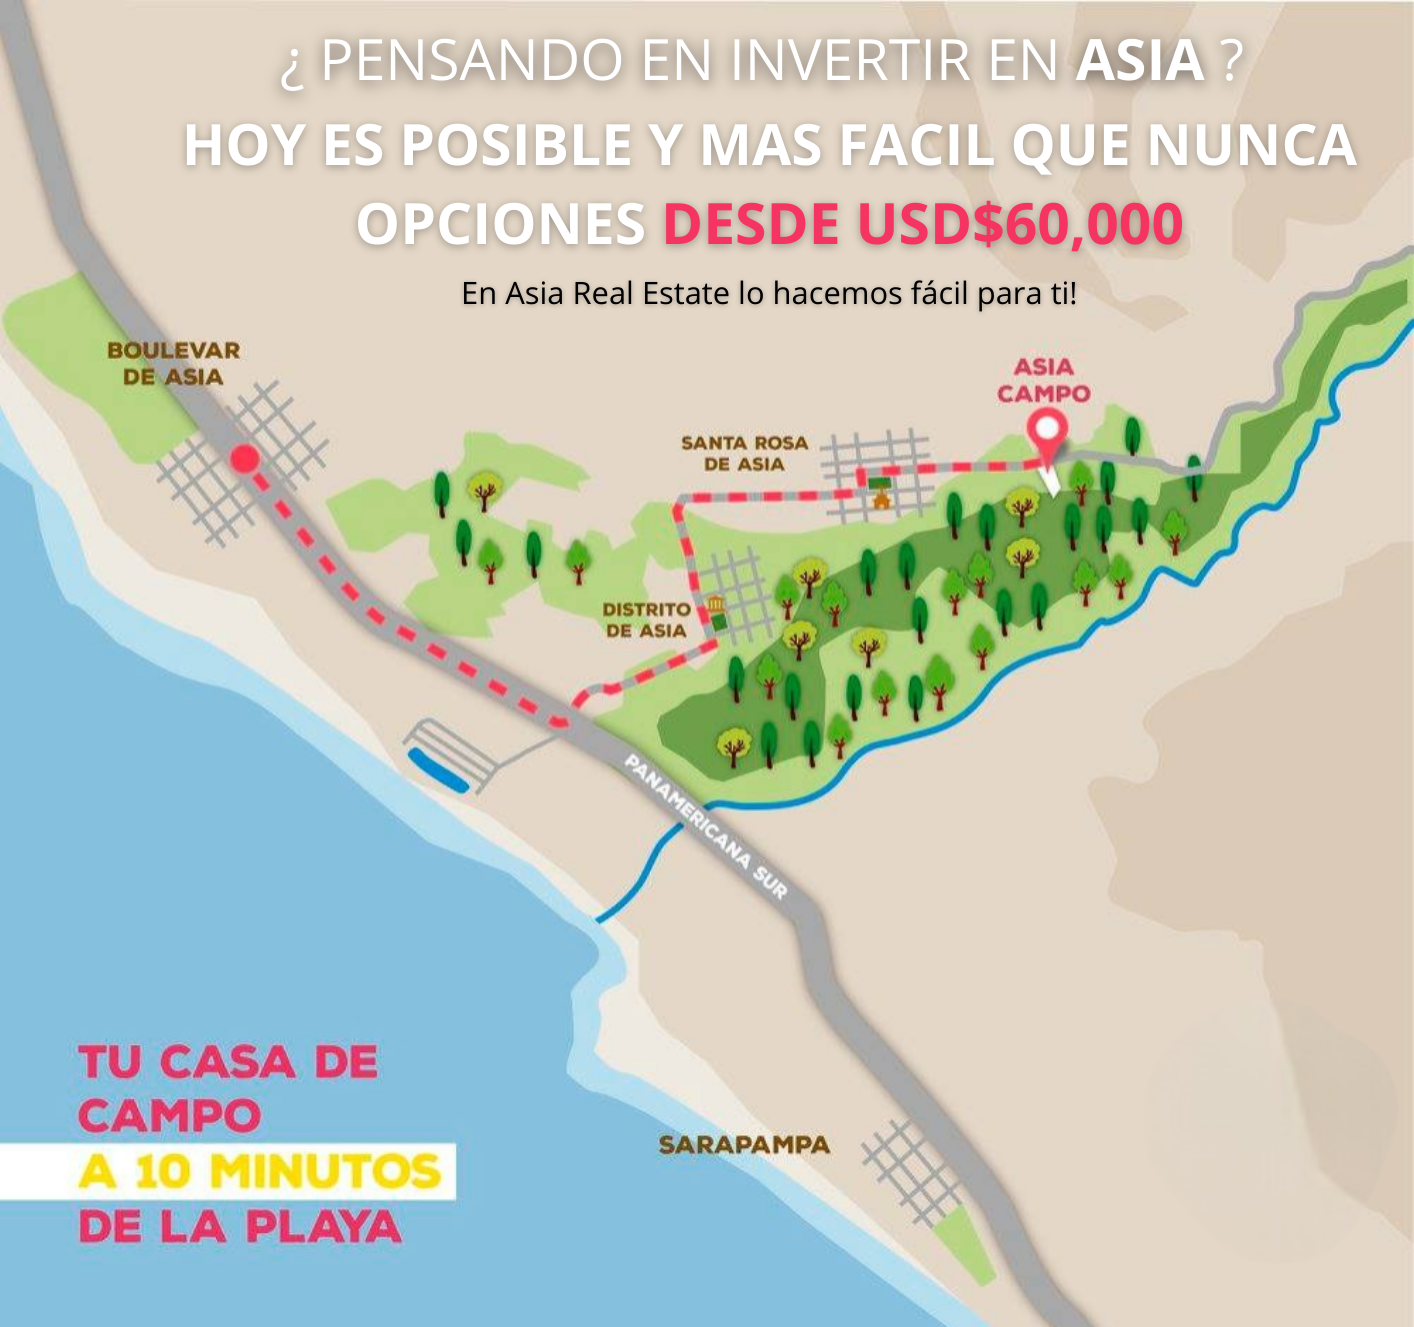 ¿ PENSANDO EN INVERTIR EN ASIA ?
HOY ES POSIBLE Y MAS FACIL QUE NUNCA
OPCIONES DESDE USD$60,000
En Asia Real Estate lo hacemos fácil para ti!
BOULEVAR
DE ASIA
ASIA
CAMPO
SANTA ROSA
DE ASIA
DISTRITO
DE ASIA
PANAMERICANA SUR
TU CASA DE
CAMPO
A 10 MINUTOS
DE LA PLAYA
SARAPAMPA